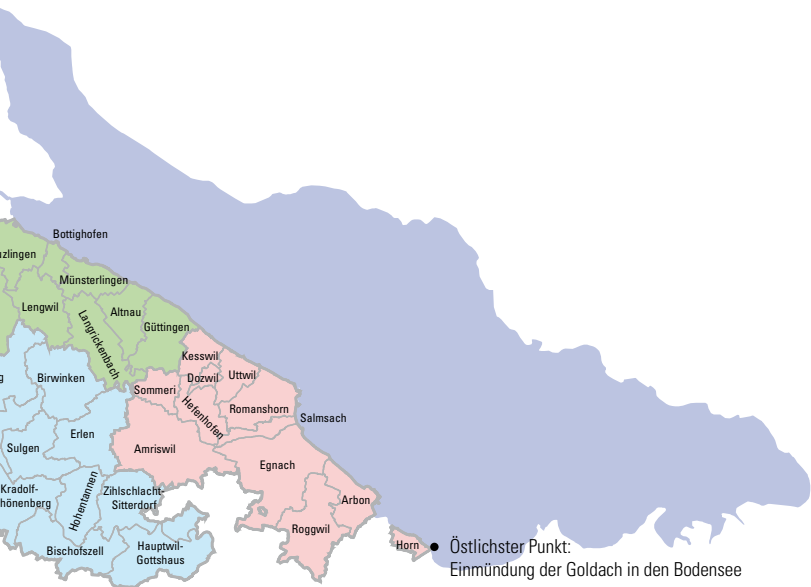 Bottighofen
zlingen
Münsterlingen
Lengwil
Altnau
Güttingen
Langrickenbach
Kesswil
Birwinken
Dozwil
Uttwil
Sommeri
Hefenhofen
Romanshorn
Salmsach
Erlen
Sulgen
Amriswil
Egnach
Kradolf-
hönenberg
Hohentannen
Zihlschlacht-
Sitterdorf
Arbon
Roggwil
Bischofszell
Hauptwil-
Gottshaus
Horn
Östlichster Punkt:
Einmündung der Goldach in den Bodensee